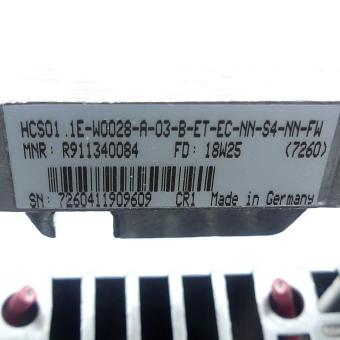 HCS01.1E-W0028-A-03-B-ET-EC-NN-S4-NN-FW
MNR: R911340084 FD: 18W25 (7260)
SN: 7260411909609 CR1 Made in Germany